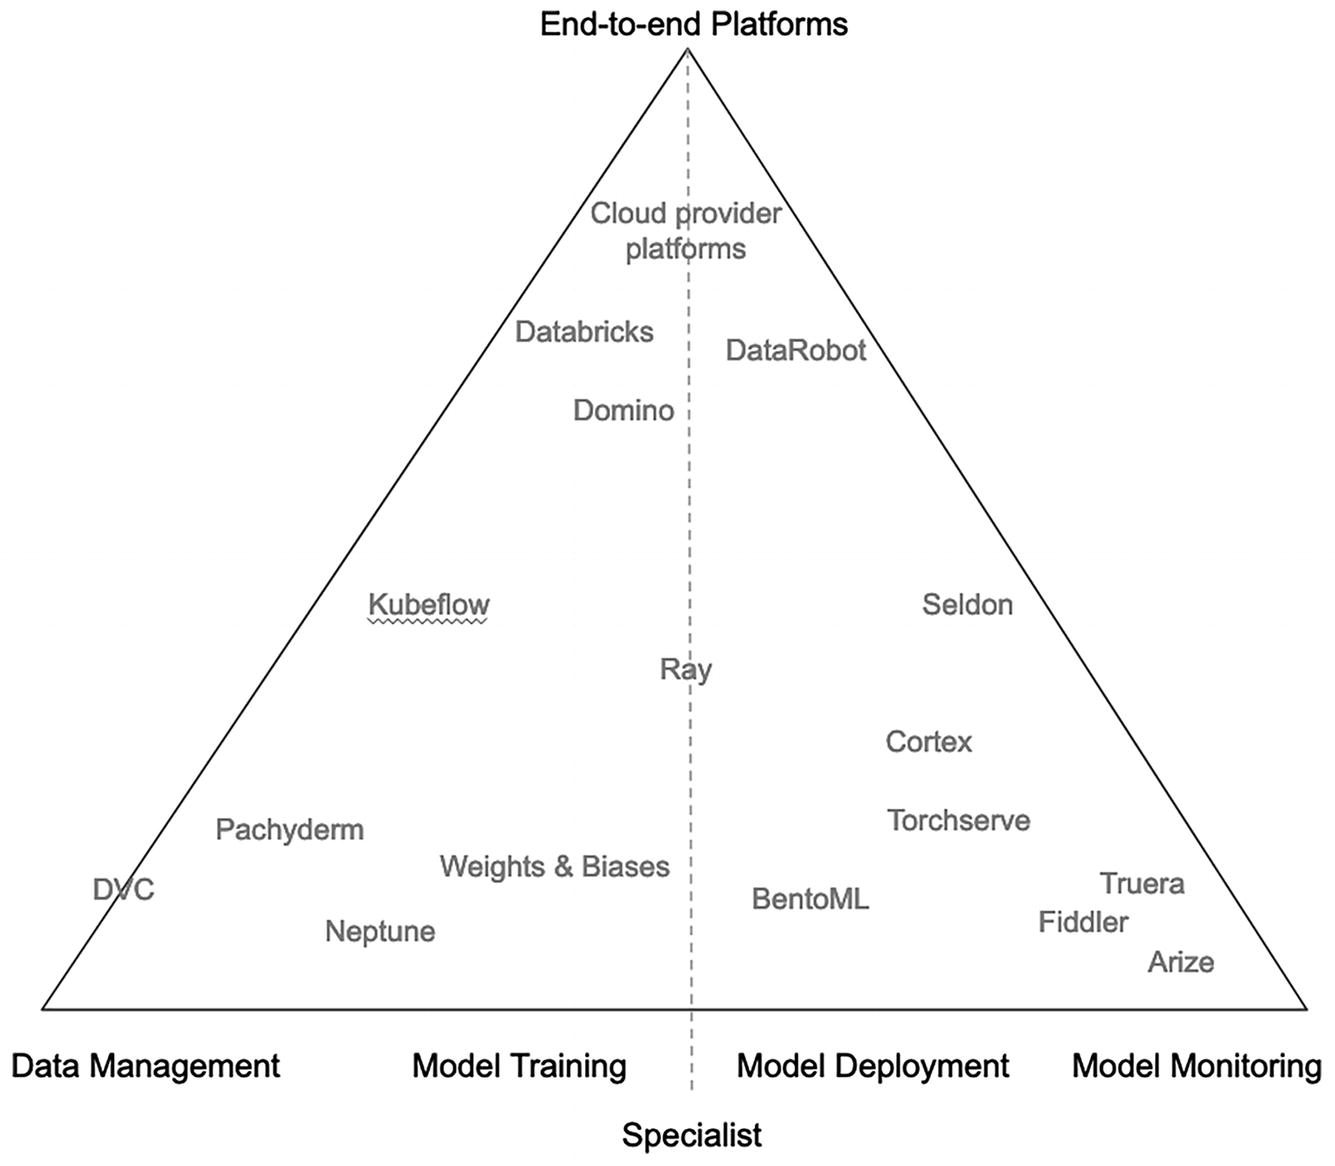 End-to-end Platforms
Cloud provider
platforms
Databricks
DataRobot
Domino
Kubeflow
Seldon
Ray
Cortex
Torchserve
Pachyderm
Weights & Biases
Truera
DVC
BentoML
Fiddler
Neptune
Arize
Data Management
Model Training
Model Deployment
Model Monitoring
Specialist